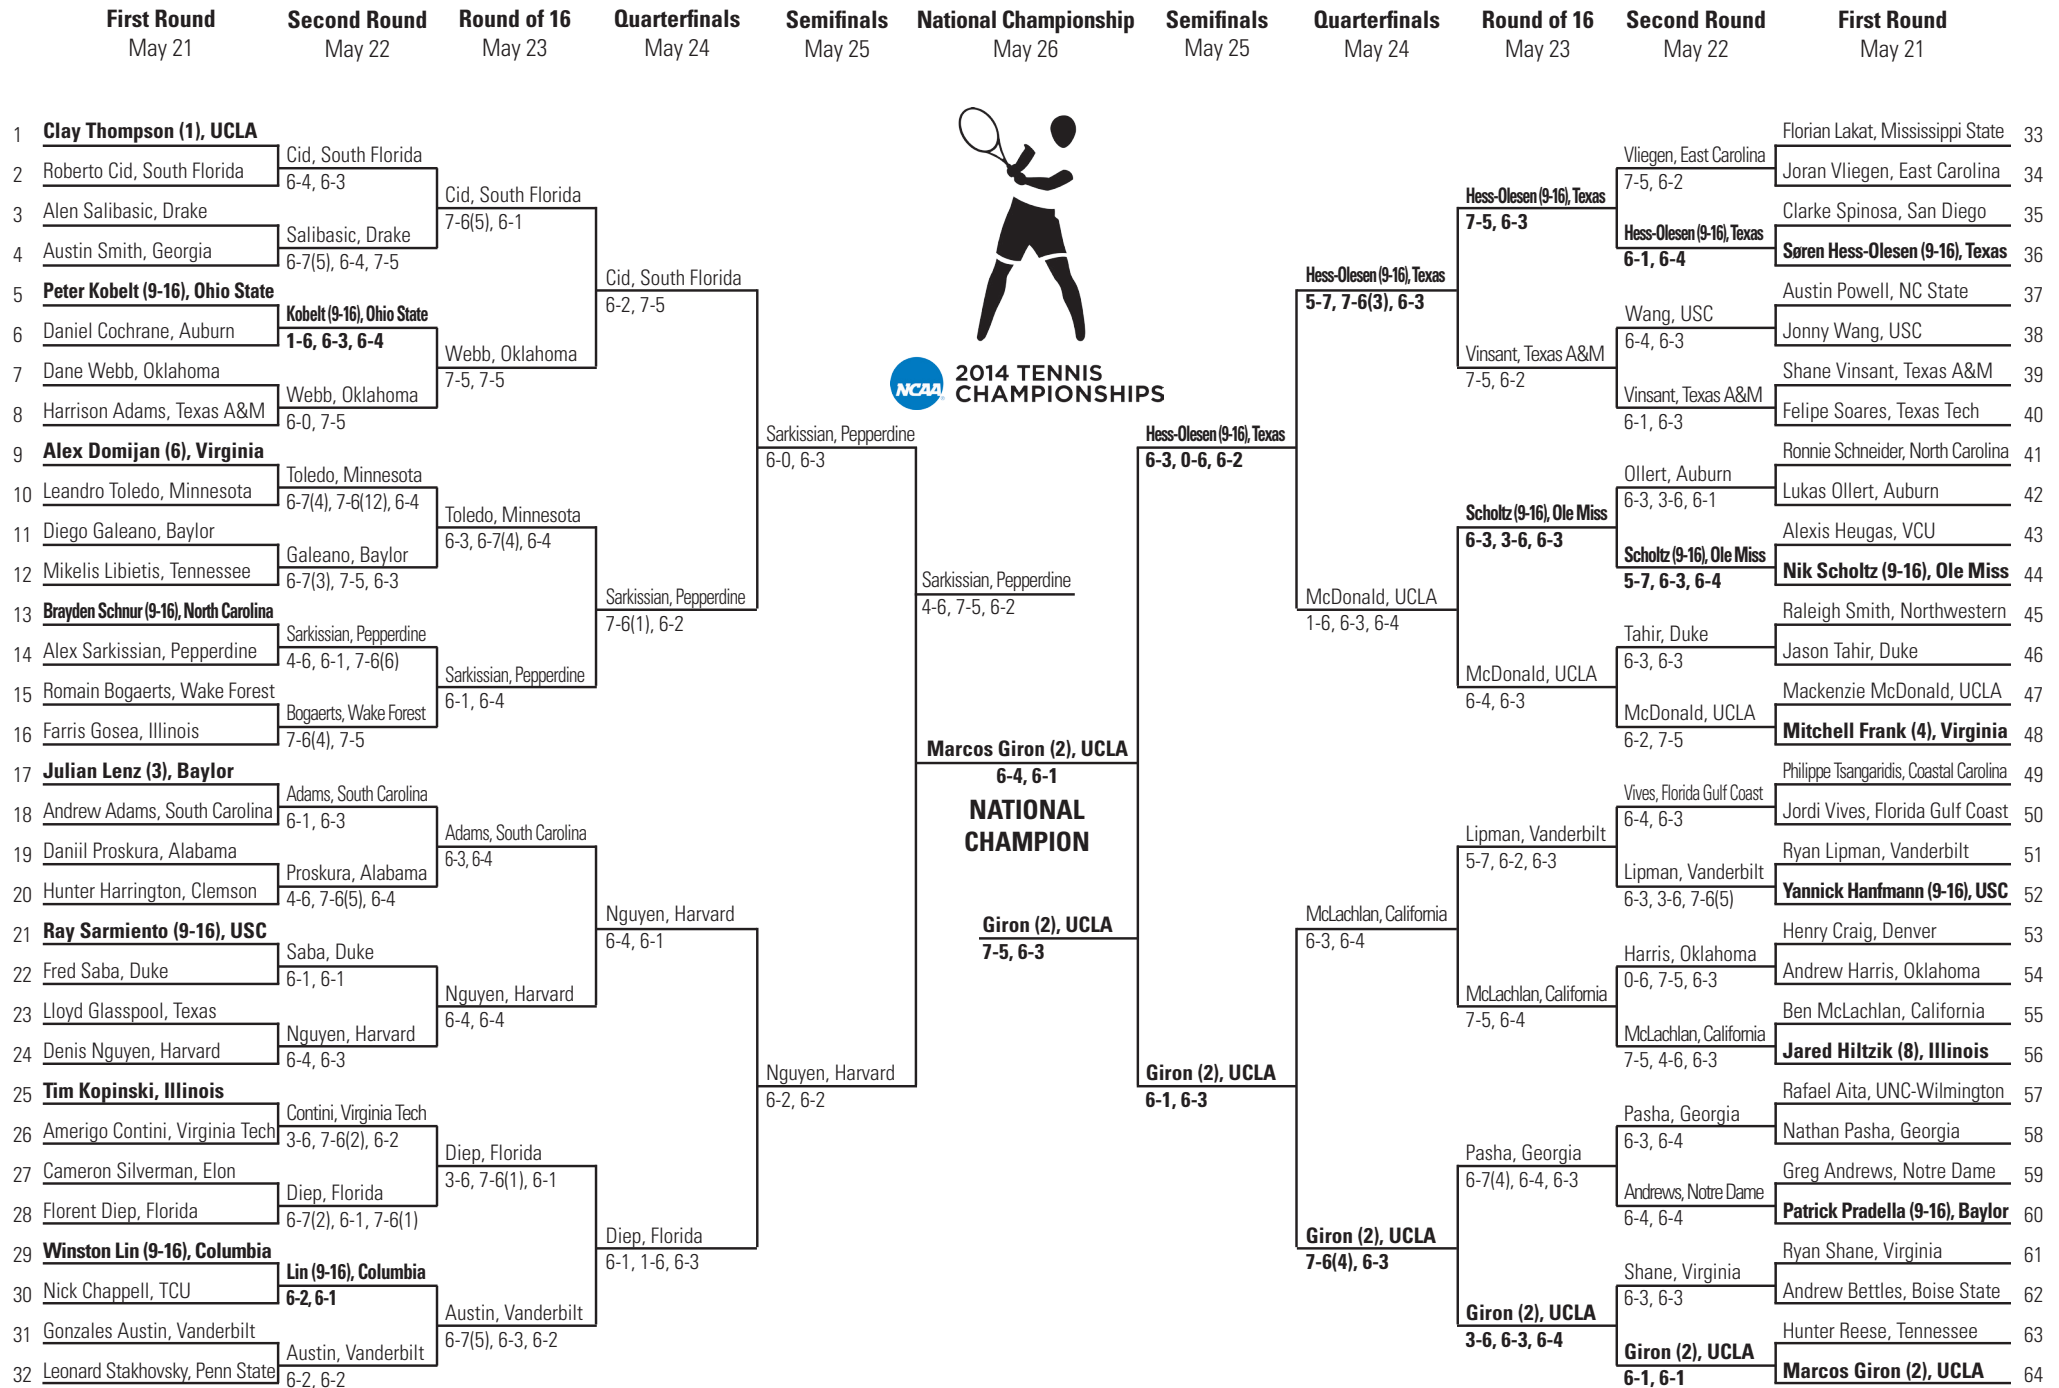 First Round
May 21
Second Round
May 22
Round of 16
May 23
Quarterfinals
May 24
Semifinals
May 25
National Championship
May 26
Semifinals
May 25
Quarterfinals
May 24
Round of 16
May 23
Second Round
May 22
First Round
May 21
1 Clay Thompson (1), UCLA
2 Roberto Cid, South Florida
3 Alen Salibasic, Drake
4 Austin Smith, Georgia
5 Peter Kobelt (9-16), Ohio State
6 Daniel Cochrane, Auburn
7 Dane Webb, Oklahoma
8 Harrison Adams, Texas A&M
9 Alex Domijan (6), Virginia
10 Leandro Toledo, Minnesota
11 Diego Galeano, Baylor
12 Mikelis Libietis, Tennessee
13 Brayden Schnur (9-16), North Carolina
14 Alex Sarkissian, Pepperdine
15 Romain Bogaerts, Wake Forest
16 Farris Gosea, Illinois
17 Julian Lenz (3), Baylor
18 Andrew Adams, South Carolina
19 Daniil Proskura, Alabama
20 Hunter Harrington, Clemson
21 Ray Sarmiento (9-16), USC
22 Fred Saba, Duke
23 Lloyd Glasspool, Texas
24 Denis Nguyen, Harvard
25 Tim Kopinski, Illinois
26 Amerigo Contini, Virginia Tech
27 Cameron Silverman, Elon
28 Florent Diep, Florida
29 Winston Lin (9-16), Columbia
30 Nick Chappell, TCU
31 Gonzales Austin, Vanderbilt
32 Leonard Stakhovsky, Penn State
Cid, South Florida
6-4, 6-3
Salibasic, Drake
6-7(5), 6-4, 7-5
Kobelt (9-16), Ohio State
1-6, 6-3, 6-4
Webb, Oklahoma
6-0, 7-5
Toledo, Minnesota
6-7(4), 7-6(12), 6-4
Galeano, Baylor
6-7(3), 7-5, 6-3
Sarkissian, Pepperdine
4-6, 6-1, 7-6(6)
Bogaerts, Wake Forest
7-6(4), 7-5
Adams, South Carolina
6-1, 6-3
Proskura, Alabama
4-6, 7-6(5), 6-4
Saba, Duke
6-1, 6-1
Nguyen, Harvard
6-4, 6-3
Contini, Virginia Tech
3-6, 7-6(2), 6-2
Diep, Florida
6-7(2), 6-1, 7-6(1)
Lin (9-16), Columbia
6-2, 6-1
Austin, Vanderbilt
6-2, 6-2
Cid, South Florida
7-6(5), 6-1
Webb, Oklahoma
7-5, 7-5
Toledo, Minnesota
6-3, 6-7(4), 6-4
Sarkissian, Pepperdine
6-1, 6-4
Adams, South Carolina
6-3, 6-4
Nguyen, Harvard
6-4, 6-4
Diep, Florida
3-6, 7-6(1), 6-1
Austin, Vanderbilt
6-7(5), 6-3, 6-2
Cid, South Florida
6-2, 7-5
Sarkissian, Pepperdine
7-6(1), 6-2
Nguyen, Harvard
6-4, 6-1
Diep, Florida
6-1, 1-6, 6-3
Sarkissian, Pepperdine
6-0, 6-3
Nguyen, Harvard
6-2, 6-2
NCAA
2014 TENNIS
CHAMPIONSHIPS
Sarkissian, Pepperdine
4-6, 7-5, 6-2
Marcos Giron (2), UCLA
6-4, 6-1
NATIONAL
CHAMPION
Giron (2), UCLA
7-5, 6-3
Hess-Olesen (9-16), Texas
6-3, 0-6, 6-2
Giron (2), UCLA
6-1, 6-3
Hess-Olesen (9-16), Texas
5-7, 7-6(3), 6-3
McDonald, UCLA
1-6, 6-3, 6-4
McLachlan, California
6-3, 6-4
Giron (2), UCLA
7-6(4), 6-3
Hess-Olesen (9-16), Texas
7-5, 6-3
Vinsant, Texas A&M
7-5, 6-2
Scholtz (9-16), Ole Miss
6-3, 3-6, 6-3
McDonald, UCLA
6-4, 6-3
Lipman, Vanderbilt
5-7, 6-2, 6-3
McLachlan, California
7-5, 6-4
Pasha, Georgia
6-7(4), 6-4, 6-3
Giron (2), UCLA
3-6, 6-3, 6-4
Vliegen, East Carolina
7-5, 6-2
Hess-Olesen (9-16), Texas
6-1, 6-4
Wang, USC
6-4, 6-3
Vinsant, Texas A&M
6-1, 6-3
Ollert, Auburn
6-3, 3-6, 6-1
Scholtz (9-16), Ole Miss
5-7, 6-3, 6-4
Tahir, Duke
6-3, 6-3
McDonald, UCLA
6-2, 7-5
Vives, Florida Gulf Coast
6-4, 6-3
Lipman, Vanderbilt
6-3, 3-6, 7-6(5)
Harris, Oklahoma
0-6, 7-5, 6-3
McLachlan, California
7-5, 4-6, 6-3
Pasha, Georgia
6-3, 6-4
Andrews, Notre Dame
6-4, 6-4
Shane, Virginia
6-3, 6-3
Giron (2), UCLA
6-1, 6-1
Florian Lakat, Mississippi State 33
Joran Vliegen, East Carolina 34
Clarke Spinosa, San Diego 35
Søren Hess-Olesen (9-16), Texas 36
Austin Powell, NC State 37
Jonny Wang, USC 38
Shane Vinsant, Texas A&M 39
Felipe Soares, Texas Tech 40
Ronnie Schneider, North Carolina 41
Lukas Ollert, Auburn 42
Alexis Heugas, VCU 43
Nik Scholtz (9-16), Ole Miss 44
Raleigh Smith, Northwestern 45
Jason Tahir, Duke 46
Mackenzie McDonald, UCLA 47
Mitchell Frank (4), Virginia 48
Philippe Tsangaridis, Coastal Carolina 49
Jordi Vives, Florida Gulf Coast 50
Ryan Lipman, Vanderbilt 51
Yannick Hanfmann (9-16), USC 52
Henry Craig, Denver 53
Andrew Harris, Oklahoma 54
Ben McLachlan, California 55
Jared Hiltzik (8), Illinois 56
Rafael Aita, UNC-Wilmington 57
Nathan Pasha, Georgia 58
Greg Andrews, Notre Dame 59
Patrick Pradella (9-16), Baylor 60
Ryan Shane, Virginia 61
Andrew Bettles, Boise State 62
Hunter Reese, Tennessee 63
Marcos Giron (2), UCLA 64